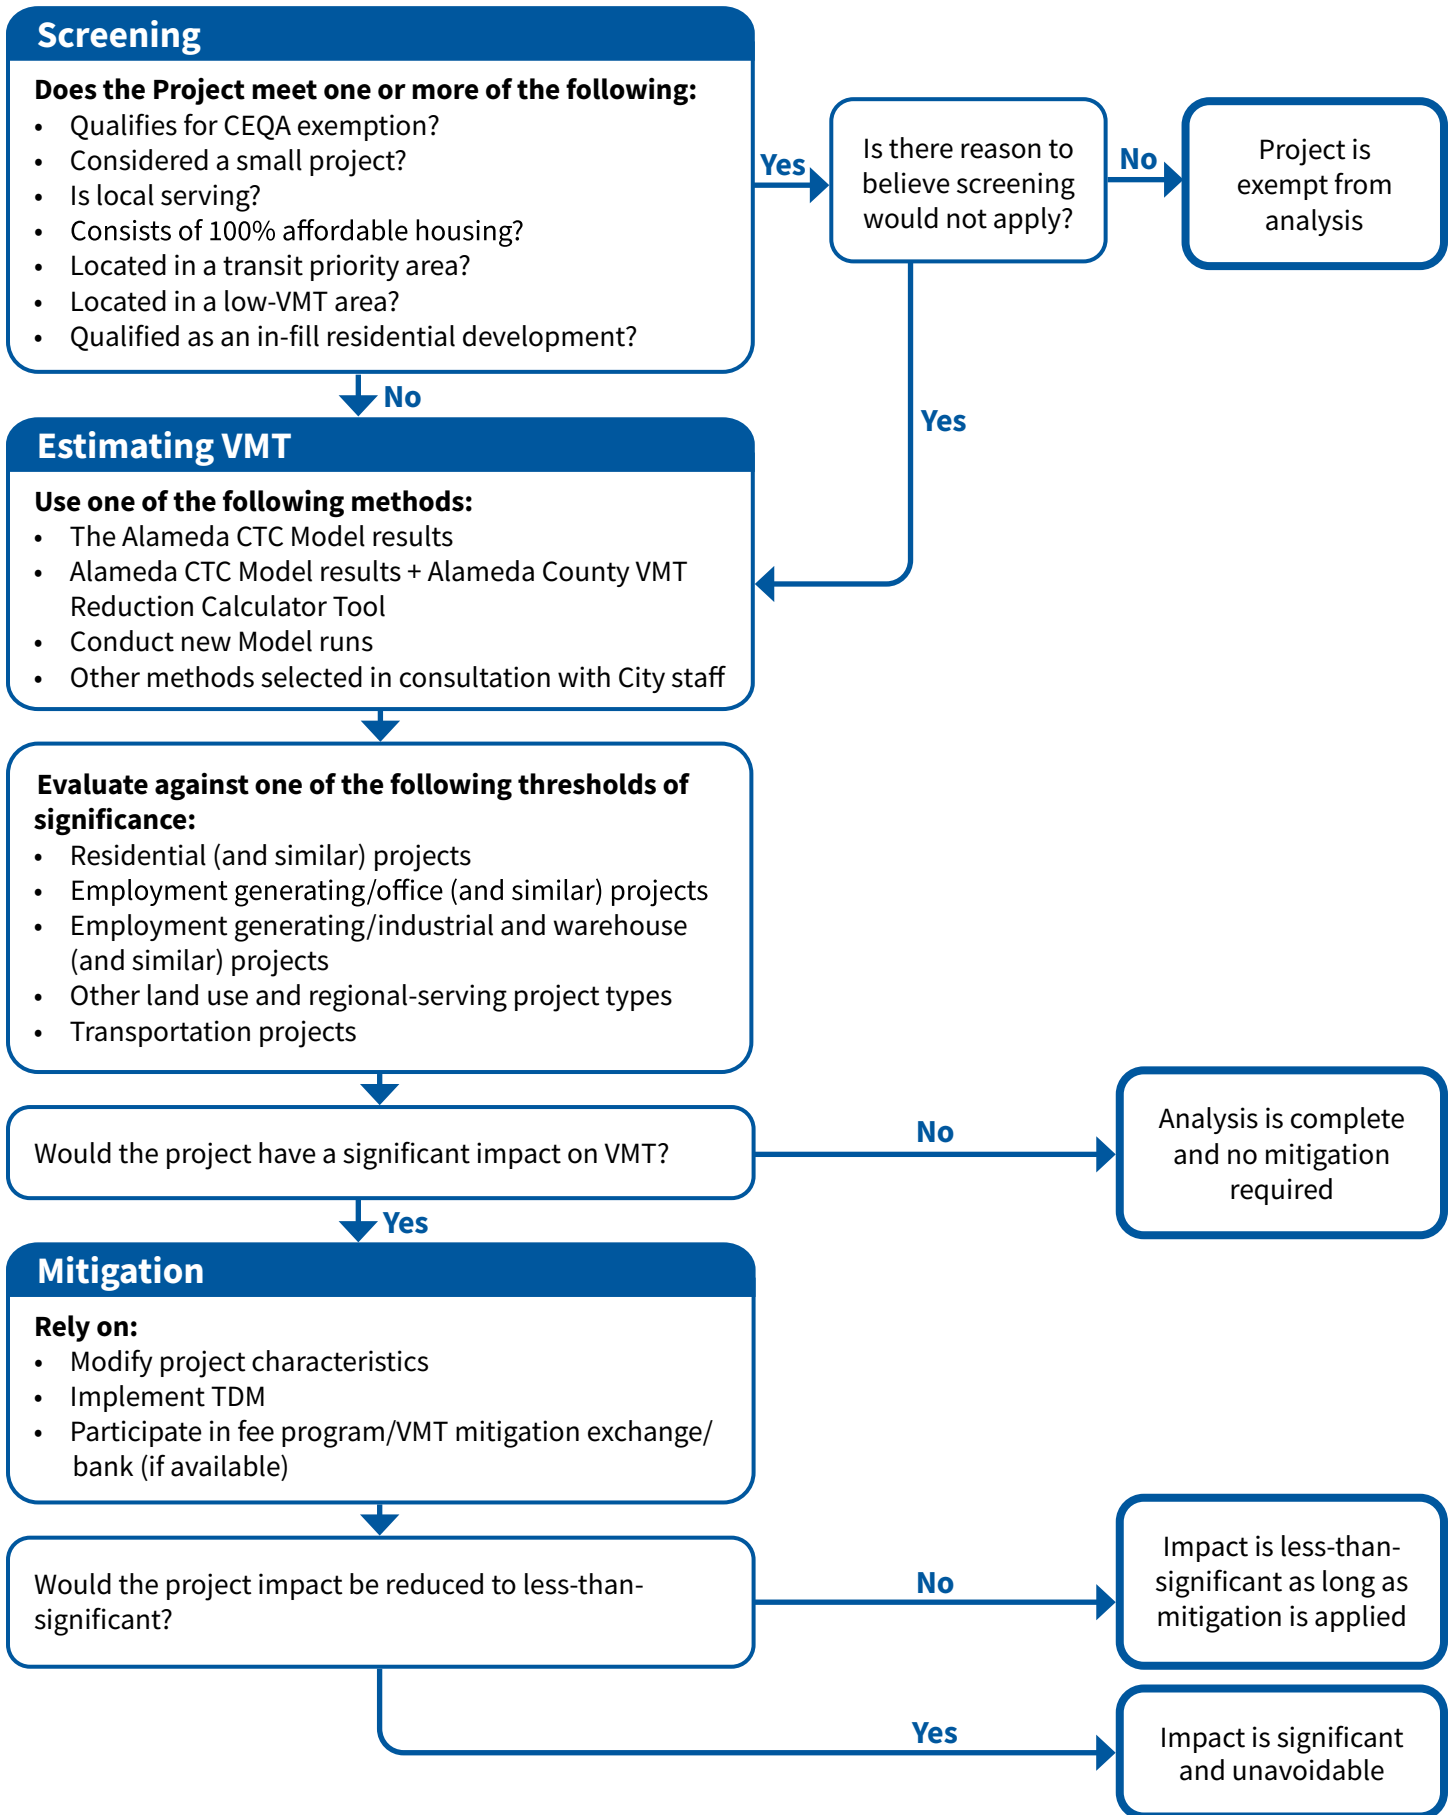 Screening
Does the Project meet one or more of the following:
• Qualifies for CEQA exemption?
• Considered a small project?
• Is local serving?
• Consists of 100% affordable housing?
• Located in a transit priority area?
• Located in a low-VMT area?
• Qualified as an in-fill residential development?
Yes
Is there reason to
believe screening
would not apply?
No
Project is
exempt from
analysis
No
Yes
Estimating VMT
Use one of the following methods:
• The Alameda CTC Model results
• Alameda CTC Model results + Alameda County VMT
Reduction Calculator Tool
• Conduct new Model runs
• Other methods selected in consultation with City staff
Evaluate against one of the following thresholds of
significance:
• Residential (and similar) projects
• Employment generating/office (and similar) projects
• Employment generating/industrial and warehouse
(and similar) projects
• Other land use and regional-serving project types
• Transportation projects
Would the project have a significant impact on VMT?
No
Analysis is complete
and no mitigation
required
Yes
Mitigation
Rely on:
• Modify project characteristics
• Implement TDM
• Participate in fee program/VMT mitigation exchange/
bank (if available)
Would the project impact be reduced to less-than-
significant?
No
Impact is less-than-
significant as long as
mitigation is applied
Yes
Impact is significant
and unavoidable